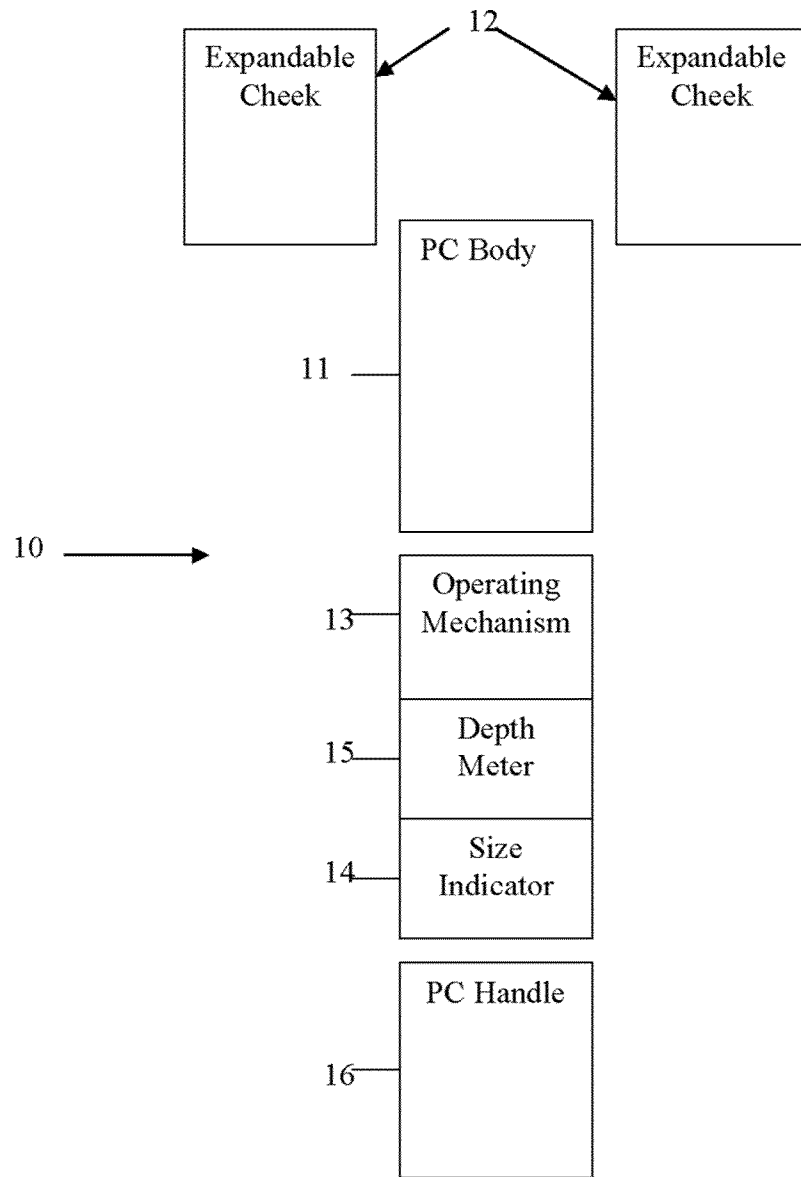 12
Expandable
Cheek
Expandable
Cheek
PC Body
11
10
Operating
Mechanism
13
Depth
Meter
15
Size
Indicator
14
PC Handle
16